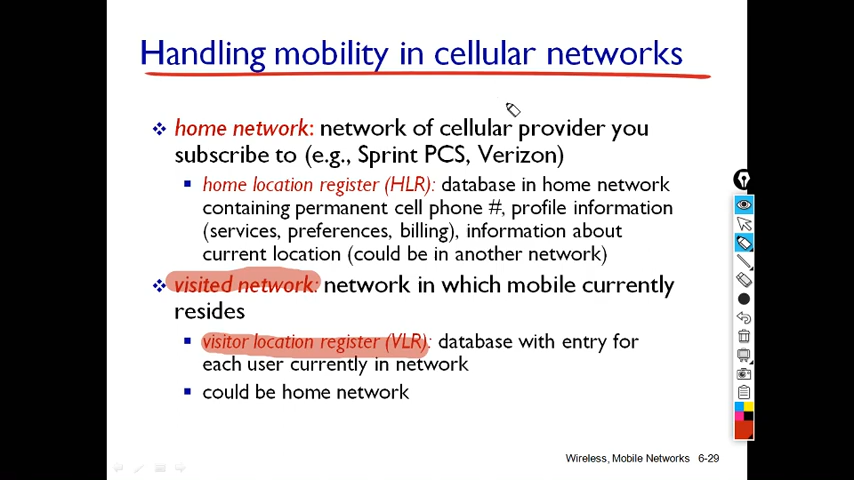 Handling mobility in cellular networks
home network: network of cellular provider you
subscribe to (e.g., Sprint PCS, Verizon)
home location register (HLR): database in home network
containing permanent cell phone #, profile information
(services, preferences, billing), information about
current location (could be in another network)
visited network: network in which mobile currently
resides
visitor location register (VLR): database with entry for
each user currently in network
could be home network
Wireless, Mobile Networks 6-29